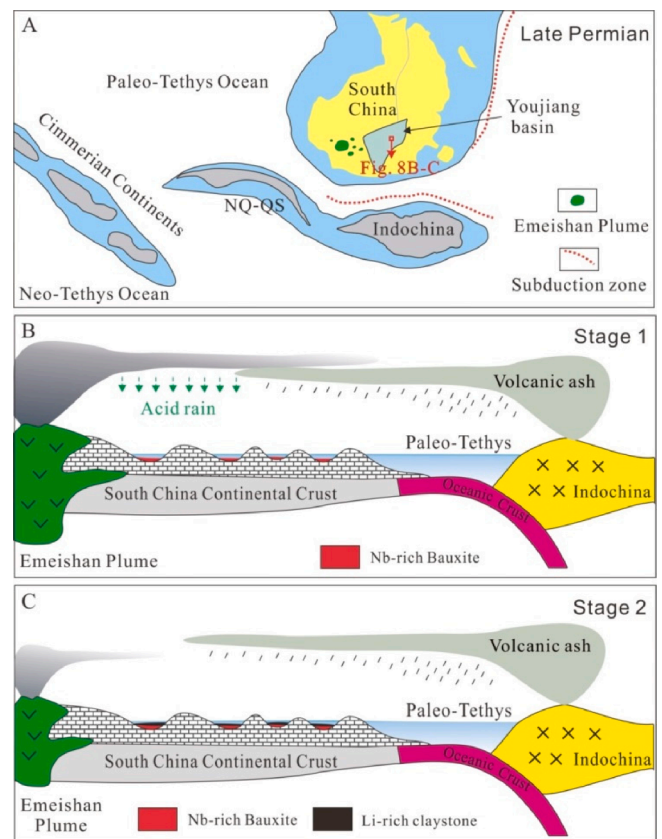 A
Late Permian
Paleo-Tethys Ocean
South
China
Youjiang
basin
Cimmerian Continents
Fig. 8B-C
NQ-QS
Indochina
Emeishan Plume
Neo-Tethys Ocean
Subduction zone
B
Stage 1
Volcanic ash
Acid rain
Paleo-Tethys
South China Continental Crust
Oceanic Crust
Indochina
Emeishan Plume
Nb-rich Bauxite
C
Stage 2
Volcanic ash
Paleo-Tethys
South China Continental Crust
Oceanic Crust
Indochina
Emeishan
Plume
Nb-rich Bauxite
Li-rich claystone